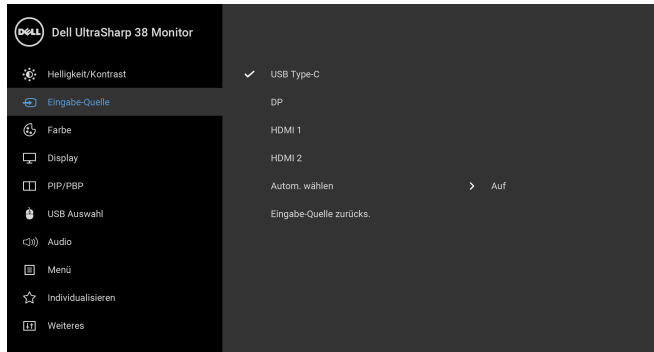 DELL Dell UltraSharp 38 Monitor
Helligkeit/Kontrast
Eingabe-Quelle
Farbe
Display
PIP/PBP
USB Auswahl
Audio
Menü
Individualisieren
Weiteres
USB Type-C
DP
HDMI 1
HDMI 2
Autom. wählen Auf
Eingabe-Quelle zurücks.